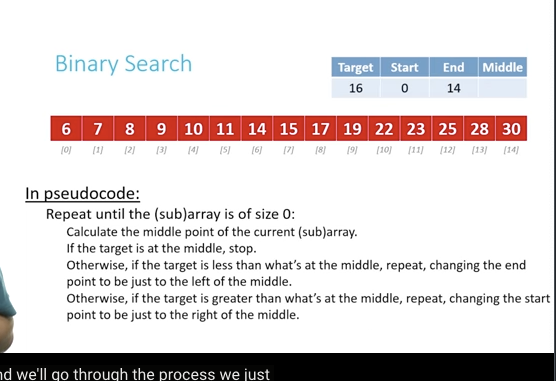 Binary Search
Target Start End Middle
16 0 14
6 7 8 9 10 11 14 15 17 19 22 23 25 28 30
[0] [1] [2] [3] [4] [5] [6] [7] [8] [9] [10] [11] [12] [13] [14]
In pseudocode:
Repeat until the (sub)array is of size 0:
Calculate the middle point of the current (sub)array.
If the target is at the middle, stop.
Otherwise, if the target is less than what's at the middle, repeat, changing the end
point to be just to the left of the middle.
Otherwise, if the target is greater than what's at the middle, repeat, changing the start
point to be just to the right of the middle.
nd we'll go through the process we just